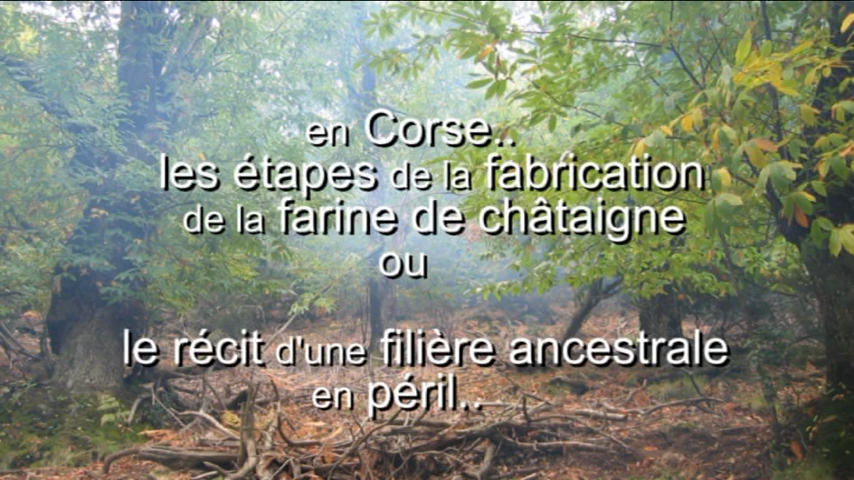 en Corse..
les étapes de la fabrication
de la farine de châtaigne
ou
le récit d'une filière ancestrale
en péril..